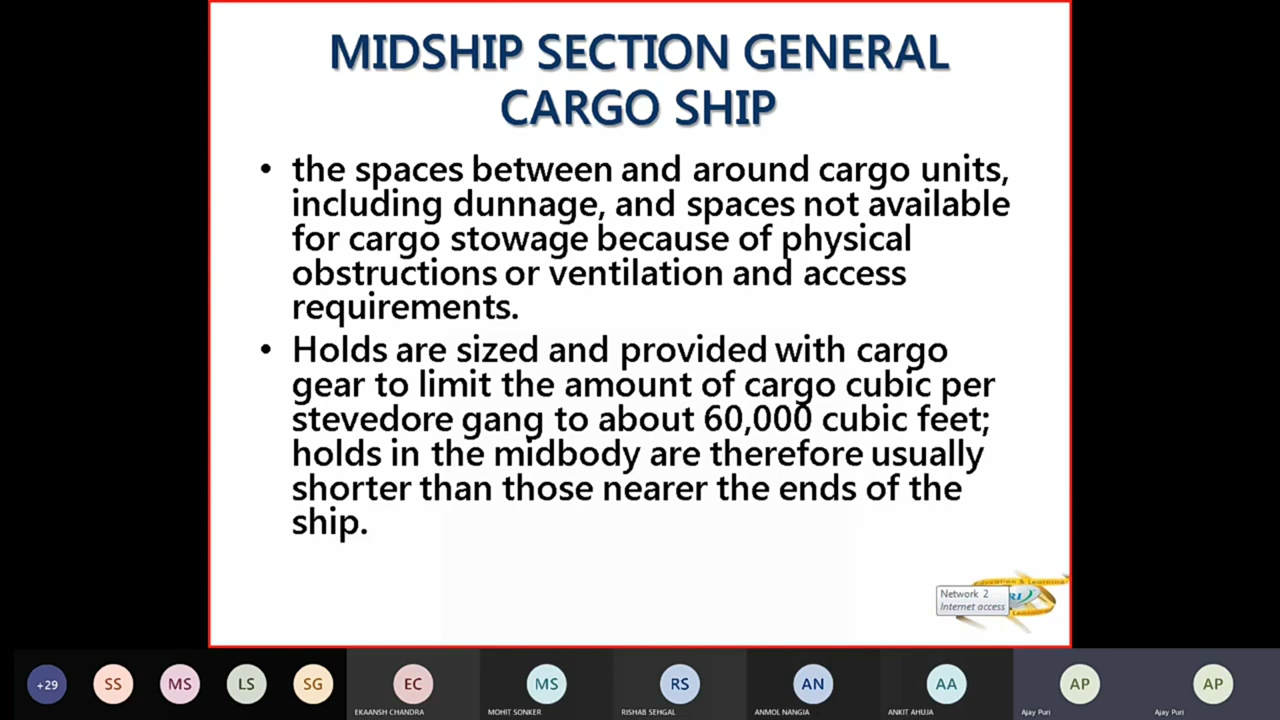 MIDSHIP SECTION GENERAL
CARGO SHIP
• the spaces between and around cargo units,
including dunnage, and spaces not available
for cargo stowage because of physical
obstructions or ventilation and access
requirements.
• Holds are sized and provided with cargo
gear to limit the amount of cargo cubic per
stevedore gang to about 60,000 cubic feet;
holds in the midbody are therefore usually
shorter than those nearer the ends of the
ship.
Education & Learning
Network 2
Internet access
+29
SS
MS
LS
SG
EC
MS
RS
AN
AA
AP
AP
EKAANSH CHANDRA
MOHIT SONKER
RISHAB SEHGAL
ANMOL NANGIA
ANKIT AHUJA
Ajay Puri
Ajay Puri